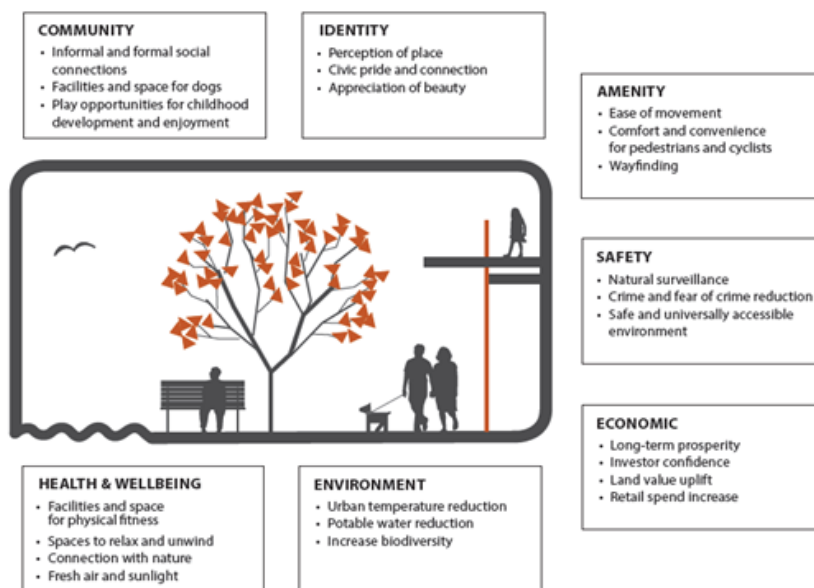 COMMUNITY
• Informal and formal social
connections
• Facilities and space for dogs
• Play opportunities for childhood
development and enjoyment
IDENTITY
• Perception of place
• Civic pride and connection
• Appreciation of beauty
AMENITY
• Ease of movement
• Comfort and convenience
for pedestrians and cyclists
• Wayfinding
SAFETY
• Natural surveillance
• Crime and fear of crime reduction
• Safe and universally accessible
environment
ECONOMIC
• Long-term prosperity
• Investor confidence
• Land value uplift
• Retail spend increase
HEALTH & WELLBEING
• Facilities and space
for physical fitness
• Spaces to relax and unwind
• Connection with nature
• Fresh air and sunlight
ENVIRONMENT
• Urban temperature reduction
• Potable water reduction
• Increase biodiversity